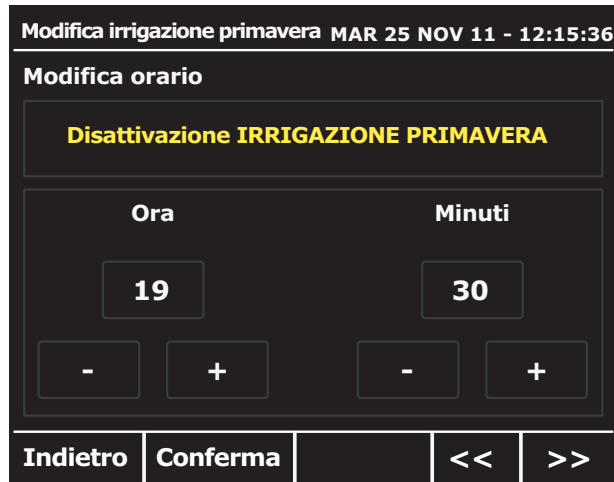 Modifica irrigazione primavera MAR 25 NOV 11 - 12:15:36
Modifica orario
Disattivazione IRRIGAZIONE PRIMAVERA
Ora Minuti
19 30
- + - +
Indietro Conferma << >>